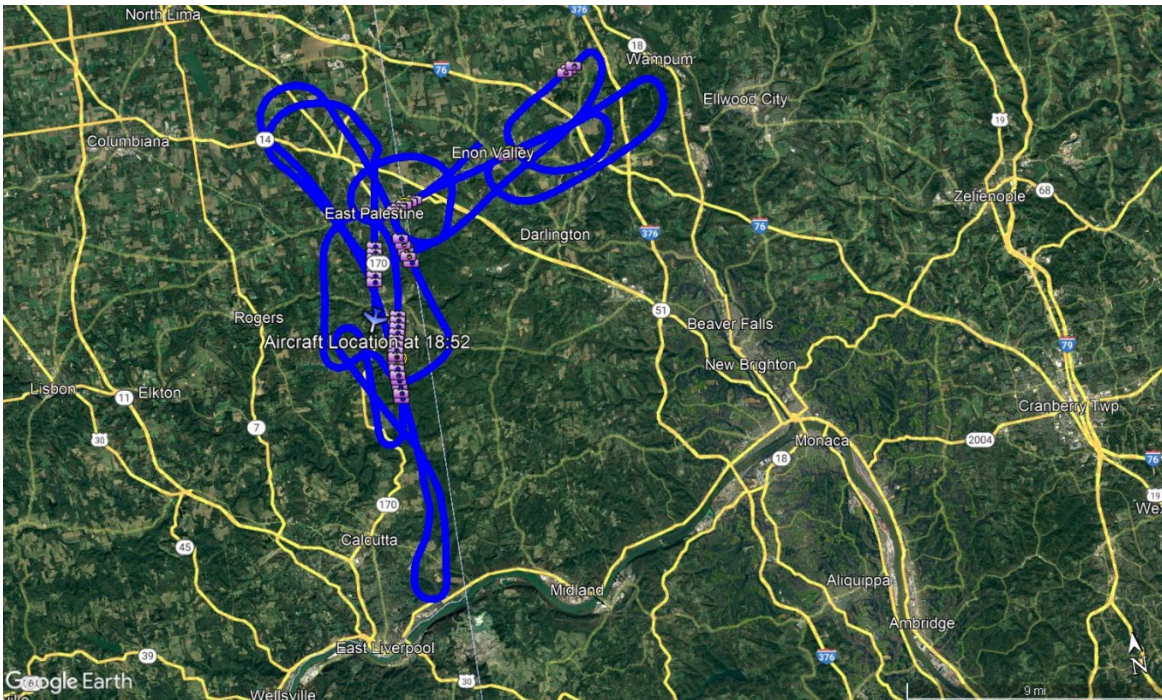 North Lima
376
18
Wampum
76
Ellwood City
19
Columbiana
14
Enon Valley
Zelienople
68
East Palestine
Darlington
376
76
170
51
Rogers
Beaver Falls
Aircraft Location at 18:52
79
New Brighton
Lisbon
11
Elkton
Cranberry Twp
7
30
Monaca
2004
18
76
170
19
We
45
Calcutta
Midland
Aliquippa
Ambridge
East Liverpool
39
376
N
30
Google Earth
9 mi
Wellsville